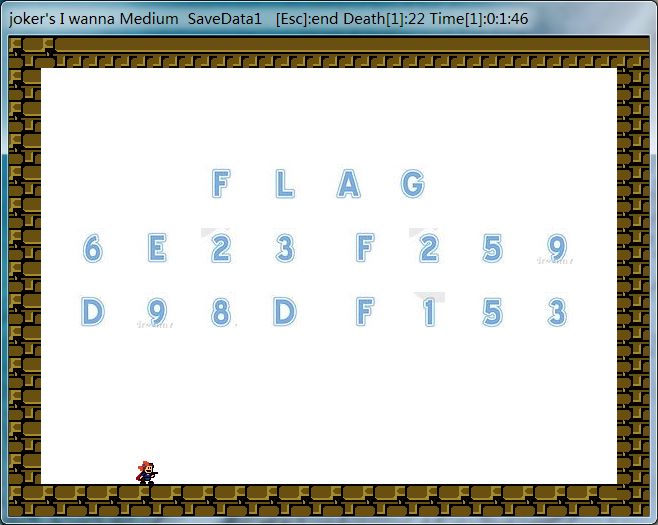 joker's I wanna Medium SaveData1 [Esc]:end Death[1]:22 Time[1]:0:1:46
F L A G
6 E 2 3 F 2 5 9
D 9 8 D F 1 5 3